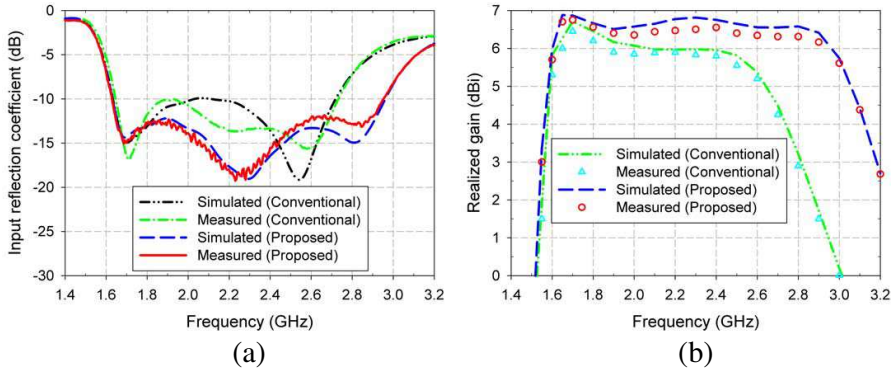 0
-5
-10
-15
-20
-25
-30
Input reflection coefficient (dB)
Simulated (Conventional)
Measured (Conventional)
Simulated (Proposed)
Measured (Proposed)
1.4 1.6 1.8 2.0 2.2 2.4 2.6 2.8 3.0 3.2
Frequency (GHz)
(a)
7
6
5
4
3
2
1
0
Realized gain (dBi)
Simulated (Conventional)
Measured (Conventional)
Simulated (Proposed)
Measured (Proposed)
1.4 1.6 1.8 2.0 2.2 2.4 2.6 2.8 3.0 3.2
Frequency (GHz)
(b)